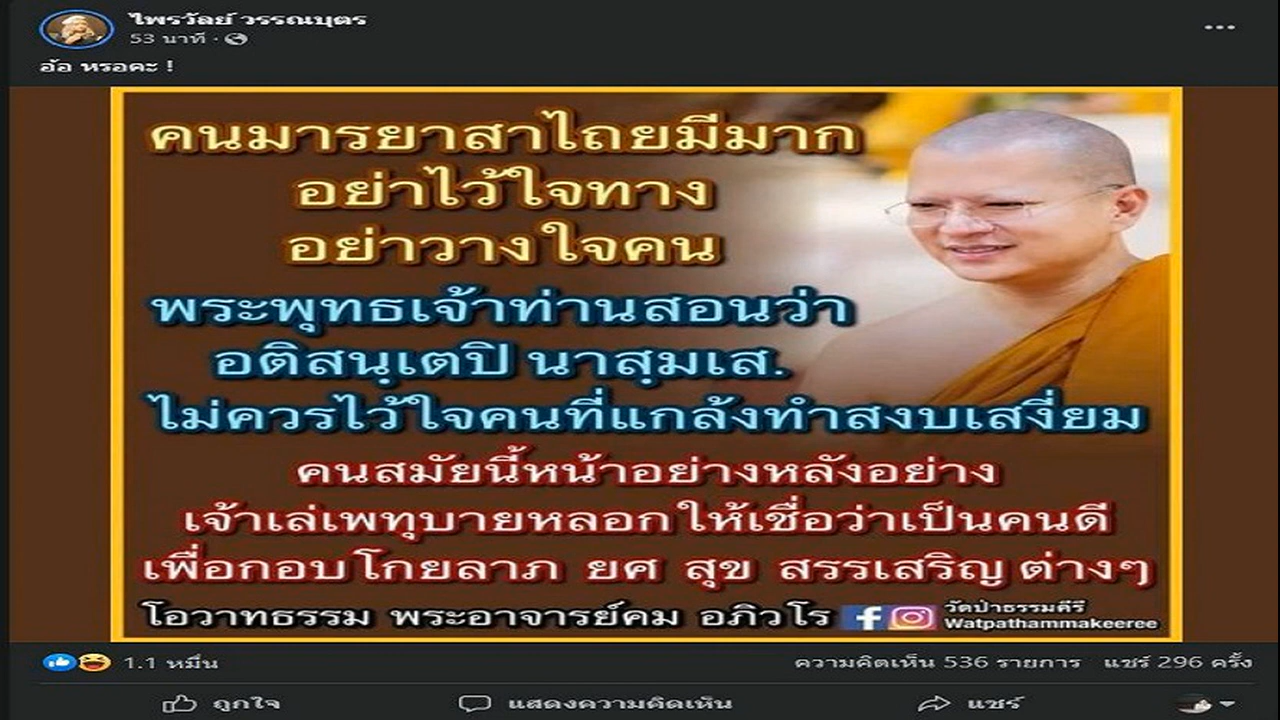 ไพรวัลย์ วรรณบุตร
53 นาที ·
อ้อ หรอคะ !
คนมารยาสาไถยมีมาก
อย่าไว้ใจทาง
อย่าวางใจคน
พระพุทธเจ้าท่านสอนว่า
อติสนฺเตปิ นาสฺมเส.
ไม่ควรไว้ใจคนที่แกล้งทำสงบเสงี่ยม
คนสมัยนี้หน้าอย่างหลังอย่าง
เจ้าเล่เพทุบายหลอกให้เชื่อว่าเป็นคนดี
เพื่อกอบโกยลาภ ยศ สุข สรรเสริญ ต่างๆ
โอวาทธรรม พระอาจารย์คม อภิวโร
วัดป่าธรรมคีรี
Watpathammakeeree
1.1 หมื่น ความคิดเห็น 536 รายการ แชร์ 296 ครั้ง
ถูกใจ แสดงความคิดเห็น แชร์